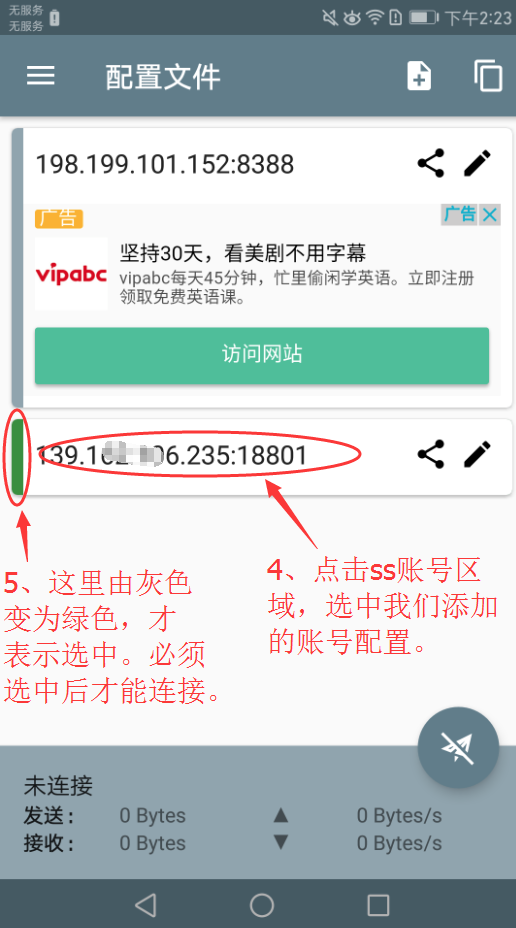 无服务
无服务
下午2:23
配置文件
198.199.101.152:8388
广告
广告
坚持30天，看美剧不用字幕
vipabc
vipabc每天45分钟，忙里偷闲学英语。立即注册
领取免费英语课。
访问网站
6.235:18801
5、这里由灰色
变为绿色，才
表示选中。必须
选中后才能连接。
4、点击ss账号区
域，选中我们添加
的账号配置。
未连接
发送： 0 Bytes ▲ 0 Bytes/s
接收： 0 Bytes ▼ 0 Bytes/s